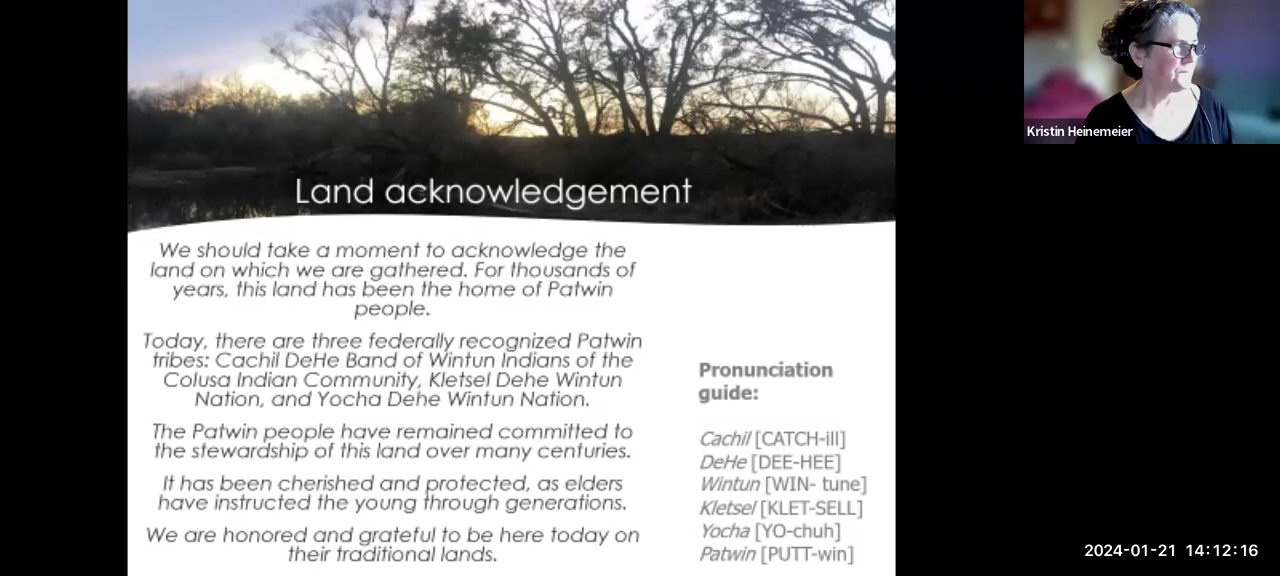 Land acknowledgement
We should take a moment to acknowledge the
land on which we are gathered. For thousands of
years, this land has been the home of Patwin
people.
Today, there are three federally recognized Patwin
tribes: Cachil DeHe Band of Wintun Indians of the
Colusa Indian Community, Kletsel Dehe Wintun
Nation, and Yocha Dehe Wintun Nation.
The Patwin people have remained committed to
the stewardship of this land over many centuries.
It has been cherished and protected, as elders
have instructed the young through generations.
We are honored and grateful to be here today on
their traditional lands.
Pronunciation
guide:
Cachil [CATCH-ill]
DeHe [DEE-HEE]
Wintun [WIN- tune]
Kletsel [KLET-SELL]
Yocha [YO-chuh]
Patwin [PUTT-win]
Kristin Heinemeier
2024-01-21 14:12:16